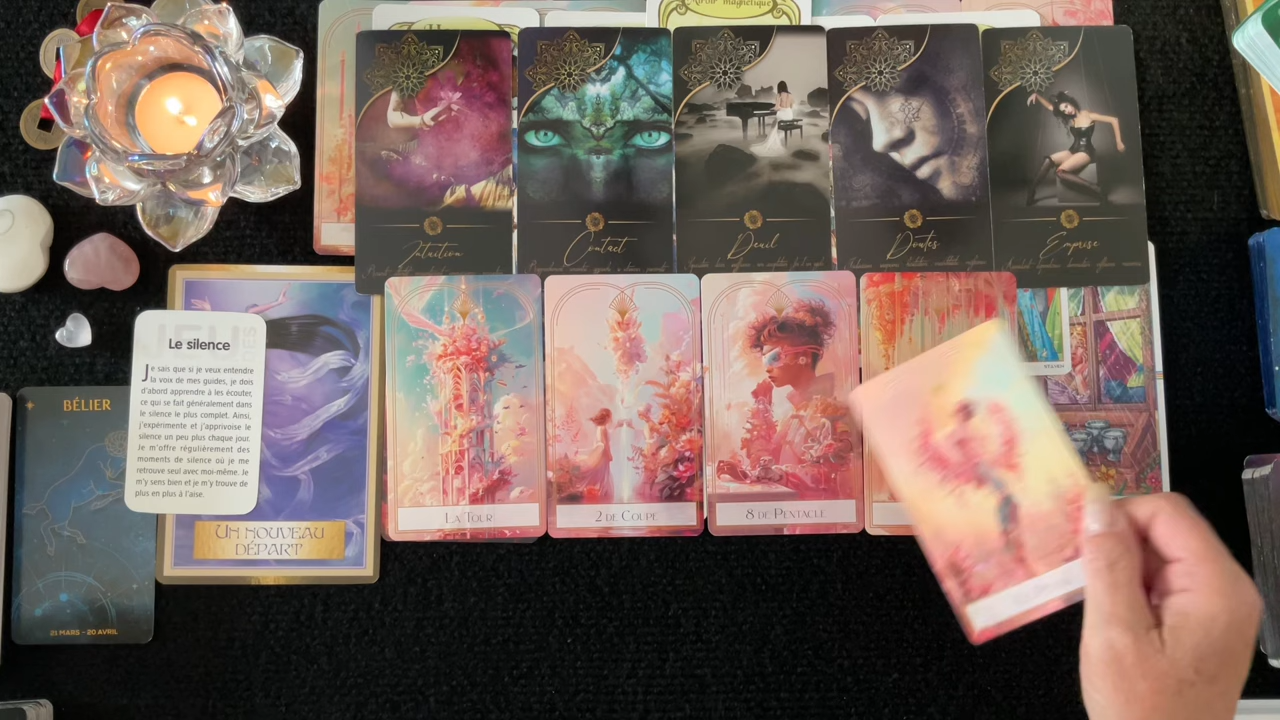 Miroir magnétique
Intuition
Contact
Deuil
Doutes
Emprise
Le silence
Je sais que si je veux entendre
la voix de mes guides, je dois
d'abord apprendre à les écouter,
ce qui se fait généralement dans
le silence le plus complet. Ainsi,
j'expérimente et j'apprivoise le
silence un peu plus chaque jour.
Je m'offre régulièrement des
moments de silence où je me
retrouve seul avec moi-même. Je
m'y sens bien et je m'y trouve de
plus en plus à l'aise.
BÉLIER
21 MARS - 20 AVRIL
UN NOUVEAU
DÉPART
LA TOUR
2 DE COUPE
8 DE PENTACLE